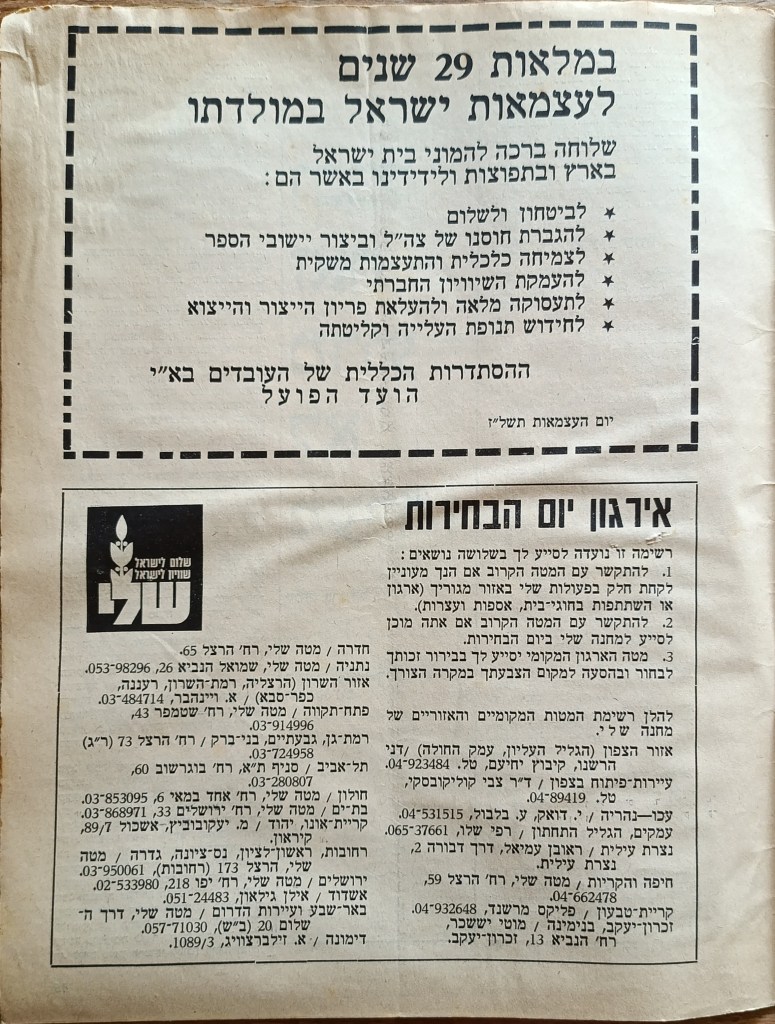 במלאות 29 שנים
לעצמאות ישראל במולדתו
שלוחה ברכה להמוני בית ישראל
בארץ ובתפוצות ולידידינו באשר הם:
★ לביטחון ולשלום
★ להגברת חוסנו של צה"ל וביצור יישובי הספר
★ לצמיחה כלכלית והתעצמות משקית
★ להעמקת השיוויון החברתי
★ לתעסוקה מלאה ולהעלאת פריון הייצור והייצוא
★ לחידוש תנופת העלייה וקליטתה
ההסתדרות הכללית של העובדים בא"י
הועד הפועל
יום העצמאות תשל"ז
אירגון יום הבחירות
רשימה זו נועדה לסייע לך בשלושה נושאים:
1. להתקשר עם המטה הקרוב אם הנך מעוניין
לקחת חלק בפעולות שלי באזור מגוריך (ארגון
או השתתפות בחוגי־בית, אספות ועצרות).
2. להתקשר עם המטה הקרוב אם אתה מוכן
לסייע למחנה שלי ביום הבחירות.
3. מטה הארגון המקומי יסייע לך בבירור זכותך
לבחור ובהסעה למקום הצבעתך במקרה הצורך.
להלן רשימת המטות המקומיים והאזוריים של
מחנה שלי.
אזור הצפון (הגליל העליון, עמק החולה) /דני
הרשנו, קיבוץ יחיעם, טל. 04־923484.
עיירות־פיתוח בצפון / ד"ר צבי קוליקובסקי,
טל. 04־89419.
עכו—נהריה / י. דואק, ע. בלבול, 04־531515.
עמקים, הגליל התחתון / רפי שלו, 065־37661.
נצרת עילית / ראובן עמיאל, דרך דבורה 2,
נצרת עילית.
חיפה והקריות / מטה שלי, רח' הרצל 59,
04־662478.
קריית־טבעון / פליקס מרשנד, 04־932648.
זכרון־יעקב, בנימינה / מוטי יששכר,
רח' הנביא 13, זכרון־יעקב.
שלום לישראל
שוויון לישראל
שלי
חדרה / מטה שלי, רח' הרצל 65.
נתניה / מטה שלי, שמואל הנביא 26, 053־98296.
אזור השרון (הרצליה, רמת־השרון, רעננה,
כפר־סבא) / א. ויינהבר, 03־484714.
פתח־תקווה / מטה שלי, רח' שטמפר 43,
03־914996.
רמת־גן, גבעתיים, בני־ברק / רח' הרצל 73 (ר"ג)
03־724958.
תל־אביב / סניף ת"א, רח' בוגרשוב 60,
03־280807.
חולון / מטה שלי, רח' אחד במאי 6, 03־853095.
בת־ים / מטה שלי, רח' ירושלים 33, 03־868971.
קריית־אונו, יהוד / מ. יעקובוביץ, אשכול 89/7,
קיראון.
רחובות, ראשון־לציון, נס־ציונה, גדרה / מטה
שלי, הרצל 173 (רחובות), 03־950061.
ירושלים / מטה שלי, רח' יפו 218, 02־533980.
אשדוד / אילן גילאון, 051־24483.
באר־שבע ועיירות הדרום / מטה שלי, דרך ה־
שלום 20 (ב"ש), 057־71030.
דימונה / א. זילברצוויג, 1089/3.